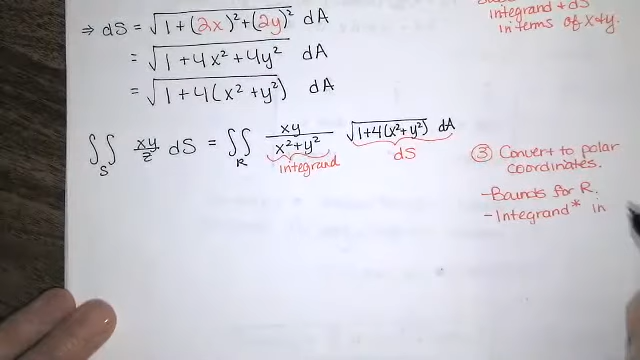 integrand + dS
in terms of x+y.
⇒ dS = √(1 + (2x)² + (2y)²) dA
= √(1 + 4x² + 4y²) dA
= √(1 + 4(x² + y²)) dA
∬_S xy/z dS = ∬_R xy/(x²+y²) √(1+4(x²+y²)) dA
integrand
dS
③ Convert to polar
coordinates.
-Bounds for R.
-Integrand* in